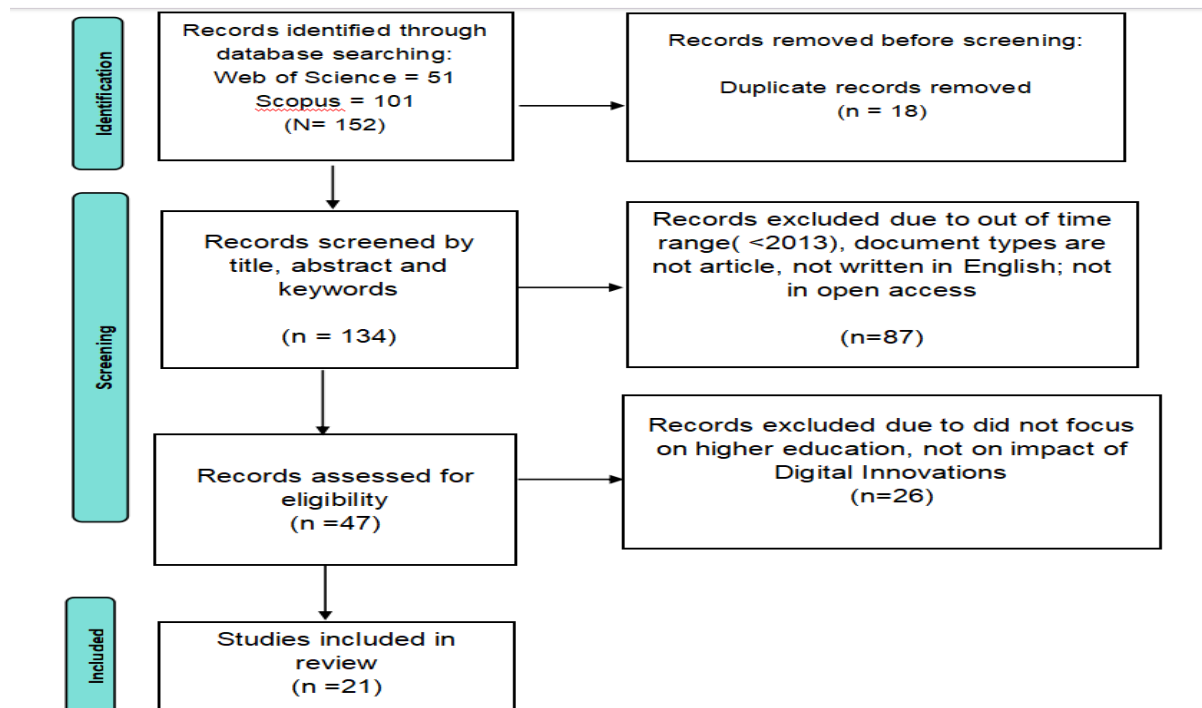 Identification
Records identified through
database searching:
Web of Science = 51
Scopus = 101
(N= 152)
Records removed before screening:
Duplicate records removed
(n = 18)
Screening
Records screened by
title, abstract and
keywords
(n = 134)
Records excluded due to out of time
range( <2013), document types are
not article, not written in English; not
in open access
(n=87)
Records assessed for
eligibility
(n =47)
Records excluded due to did not focus
on higher education, not on impact of
Digital Innovations
(n=26)
Included
Studies included in
review
(n =21)